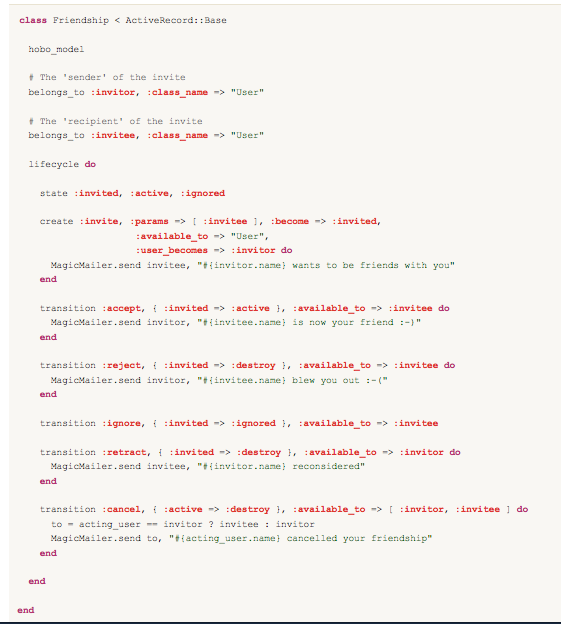 class Friendship < ActiveRecord::Base
hobo_model
# The 'sender' of the invite
belongs_to :invitor, :class_name => "User"
# The 'recipient' of the invite
belongs_to :invitee, :class_name => "User"
lifecycle do
state :invited, :active, :ignored
create :invite, :params => [ :invitee ], :become => :invited,
:available_to => "User",
:user_becomes => :invitor do
MagicMailer.send invitee, "#{invitor.name} wants to be friends with you"
end
transition :accept, { :invited => :active }, :available_to => :invitee do
MagicMailer.send invitor, "#{invitee.name} is now your friend :-)"
end
transition :reject, { :invited => :destroy }, :available_to => :invitee do
MagicMailer.send invitor, "#{invitee.name} blew you out :-("
end
transition :ignore, { :invited => :ignored }, :available_to => :invitee
transition :retract, { :invited => :destroy }, :available_to => :invitor do
MagicMailer.send invitee, "#{invitor.name} reconsidered"
end
transition :cancel, { :active => :destroy }, :available_to => [ :invitor, :invitee ] do
to = acting_user == invitor ? invitee : invitor
MagicMailer.send to, "#{acting_user.name} cancelled your friendship"
end
end
end